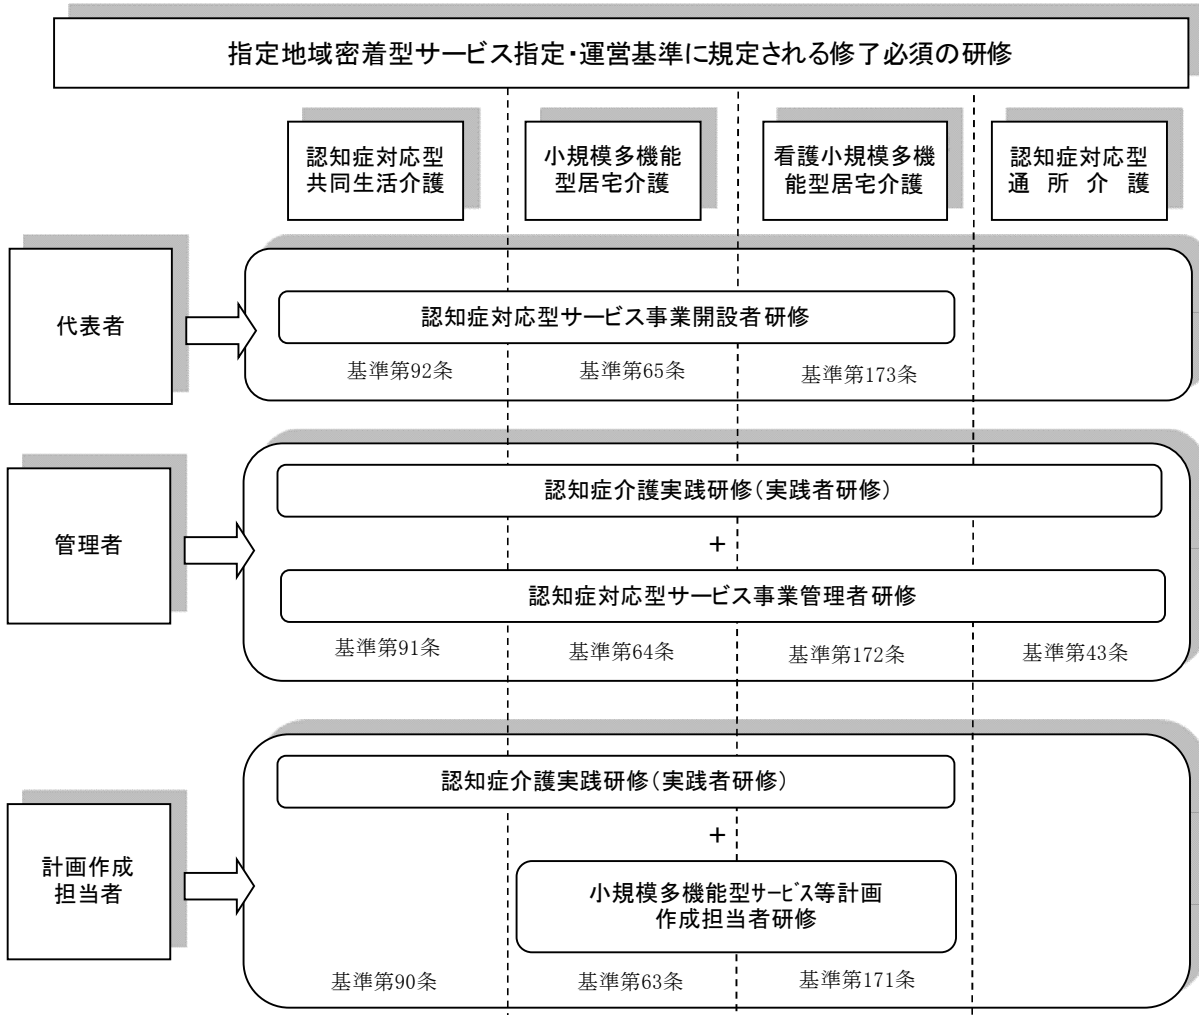 指定地域密着型サービス指定・運営基準に規定される修了必須の研修
認知症対応型
共同生活介護
小規模多機能
型居宅介護
看護小規模多機
能型居宅介護
認知症対応型
通所介護
代表者
認知症対応型サービス事業開設者研修
基準第92条
基準第65条
基準第173条
管理者
認知症介護実践研修(実践者研修)
+
認知症対応型サービス事業管理者研修
基準第91条
基準第64条
基準第172条
基準第43条
計画作成
担当者
認知症介護実践研修(実践者研修)
+
小規模多機能型サービス等計画
作成担当者研修
基準第90条
基準第63条
基準第171条